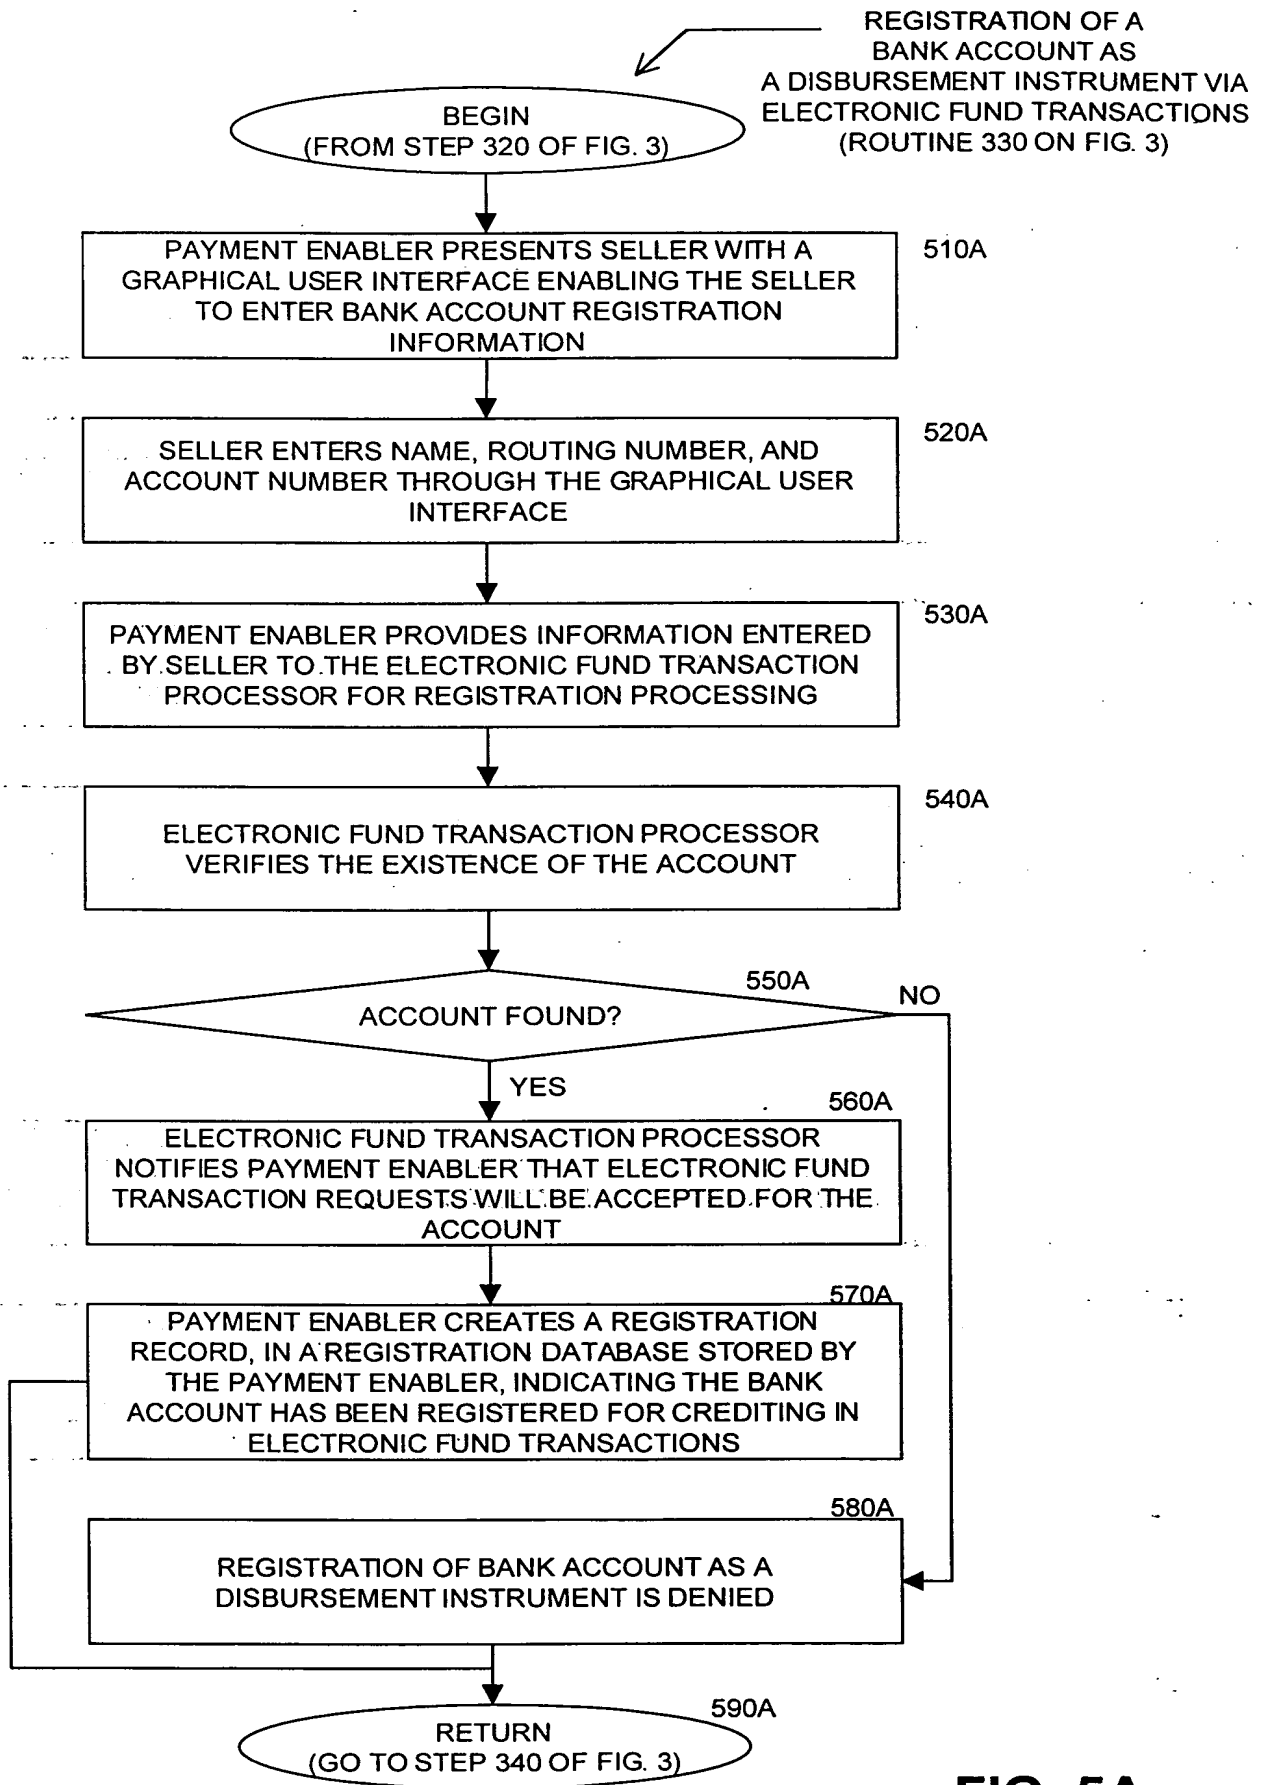 REGISTRATION OF A
BANK ACCOUNT AS
A DISBURSEMENT INSTRUMENT VIA
ELECTRONIC FUND TRANSACTIONS
(ROUTINE 330 ON FIG. 3)
BEGIN
(FROM STEP 320 OF FIG. 3)
510A
PAYMENT ENABLER PRESENTS SELLER WITH A
GRAPHICAL USER INTERFACE ENABLING THE SELLER
TO ENTER BANK ACCOUNT REGISTRATION
INFORMATION
520A
SELLER ENTERS NAME, ROUTING NUMBER, AND
ACCOUNT NUMBER THROUGH THE GRAPHICAL USER
INTERFACE
530A
PAYMENT ENABLER PROVIDES INFORMATION ENTERED
BY SELLER TO THE ELECTRONIC FUND TRANSACTION
PROCESSOR FOR REGISTRATION PROCESSING
540A
ELECTRONIC FUND TRANSACTION PROCESSOR
VERIFIES THE EXISTENCE OF THE ACCOUNT
550A
ACCOUNT FOUND?
NO
YES
560A
ELECTRONIC FUND TRANSACTION PROCESSOR
NOTIFIES PAYMENT ENABLER THAT ELECTRONIC FUND
TRANSACTION REQUESTS WILL BE ACCEPTED FOR THE
ACCOUNT
570A
PAYMENT ENABLER CREATES A REGISTRATION
RECORD, IN A REGISTRATION DATABASE STORED BY
THE PAYMENT ENABLER, INDICATING THE BANK
ACCOUNT HAS BEEN REGISTERED FOR CREDITING IN
ELECTRONIC FUND TRANSACTIONS
580A
REGISTRATION OF BANK ACCOUNT AS A
DISBURSEMENT INSTRUMENT IS DENIED
590A
RETURN
(GO TO STEP 340 OF FIG. 3)
FIG. 5A